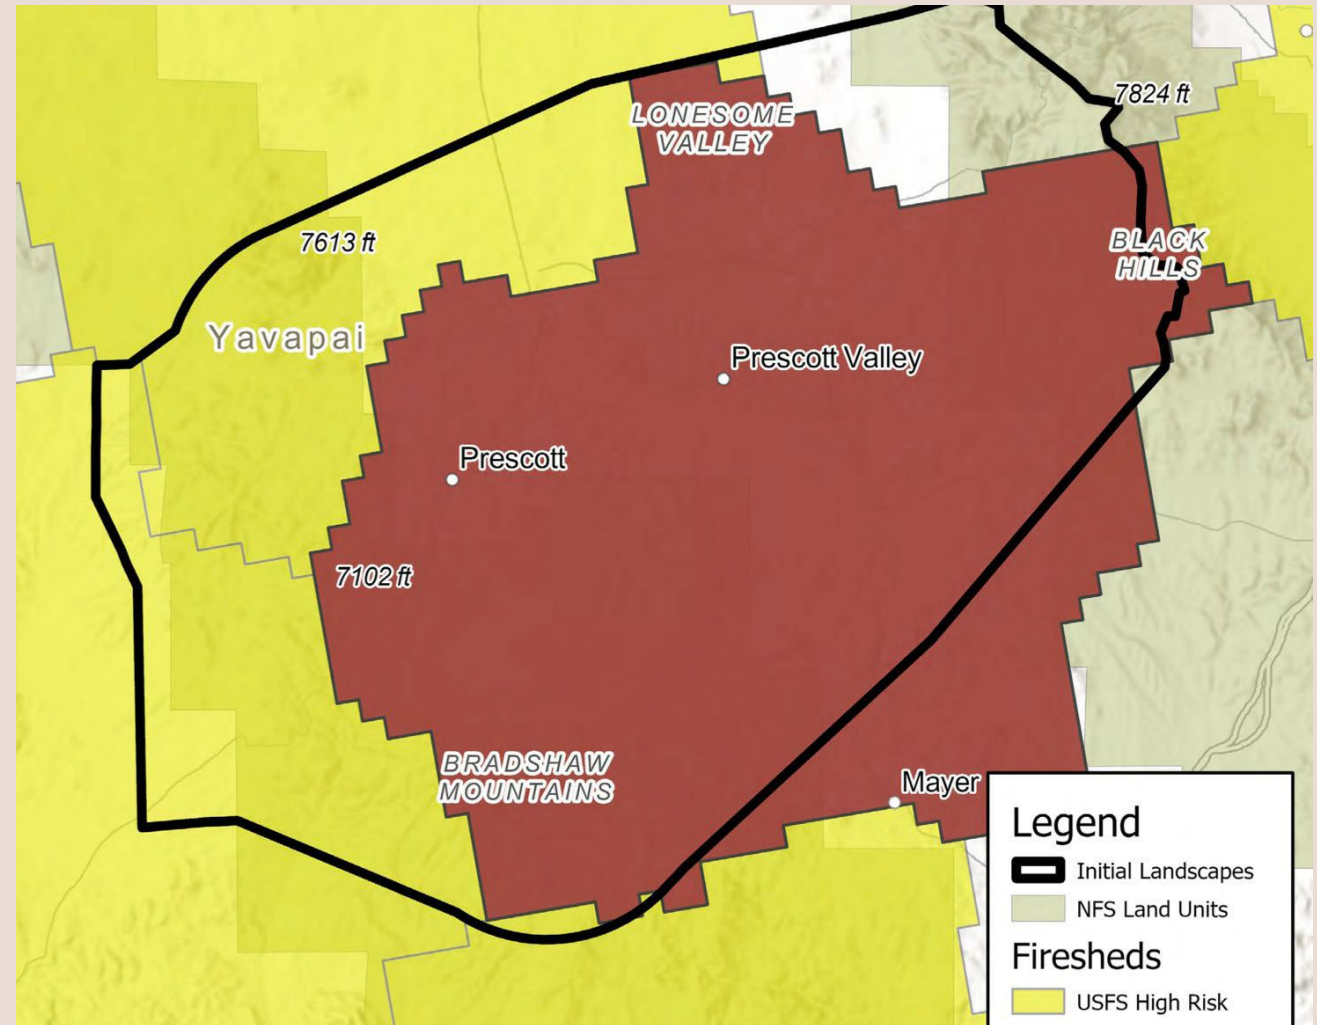 7824 ft
LONESOME
VALLEY
7613 ft
BLACK
HILLS
Yavapai
Prescott Valley
Prescott
7102 ft
BRADSHAW
MOUNTAINS
Mayer
Legend
Initial Landscapes
NFS Land Units
Firesheds
USFS High Risk